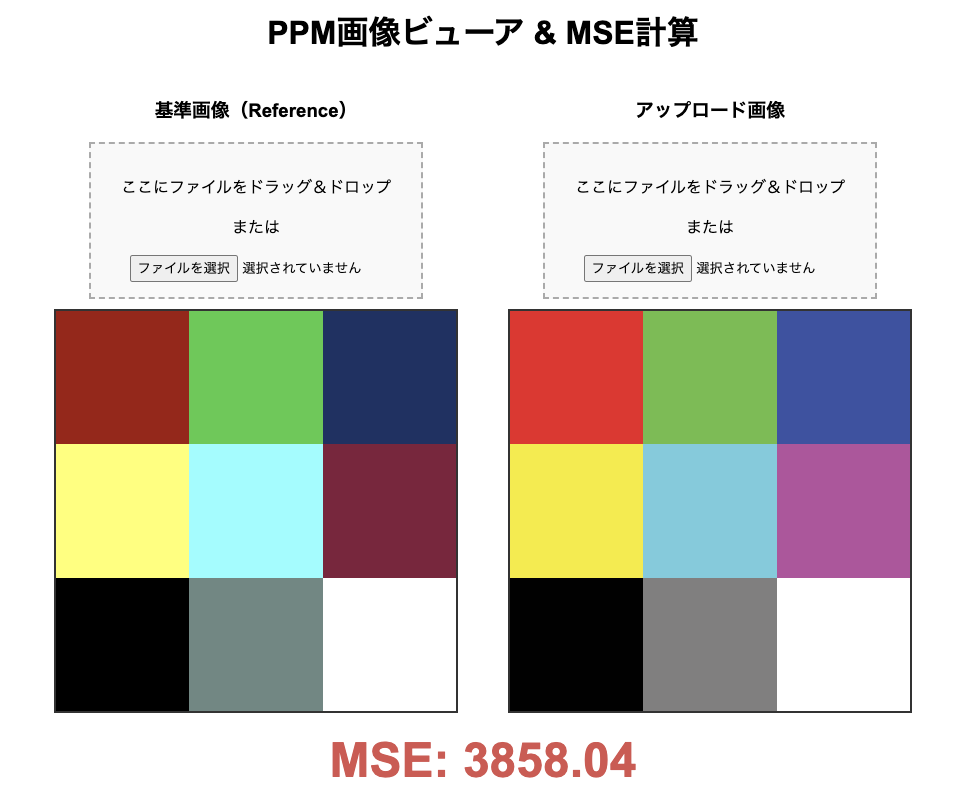 PPM画像ビューア & MSE計算
基準画像（Reference）
アップロード画像
ここにファイルをドラッグ＆ドロップ
または
ファイルを選択 選択されていません
ここにファイルをドラッグ＆ドロップ
または
ファイルを選択 選択されていません
MSE: 3858.04